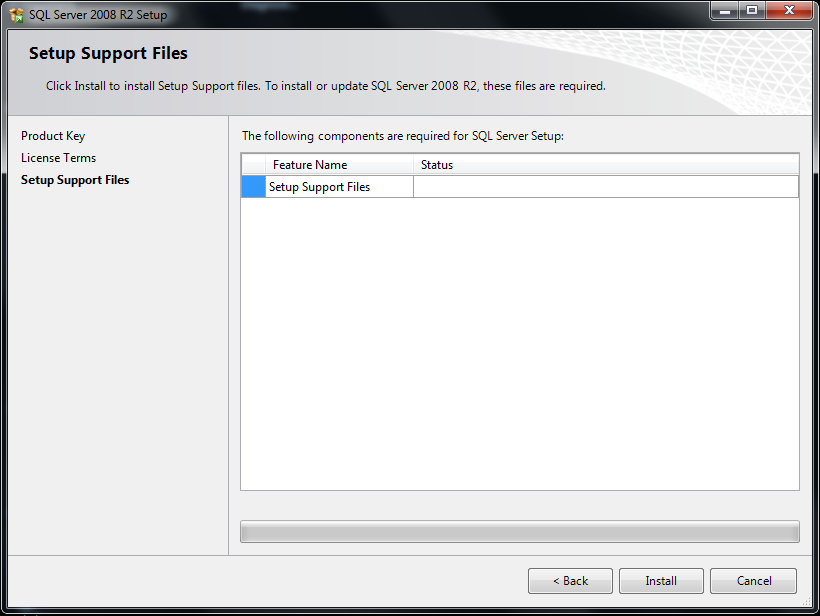 SQL Server 2008 R2 Setup
Setup Support Files
Click Install to install Setup Support files. To install or update SQL Server 2008 R2, these files are required.
Product Key
License Terms
Setup Support Files
The following components are required for SQL Server Setup:
Feature Name Status
Setup Support Files
< Back Install Cancel